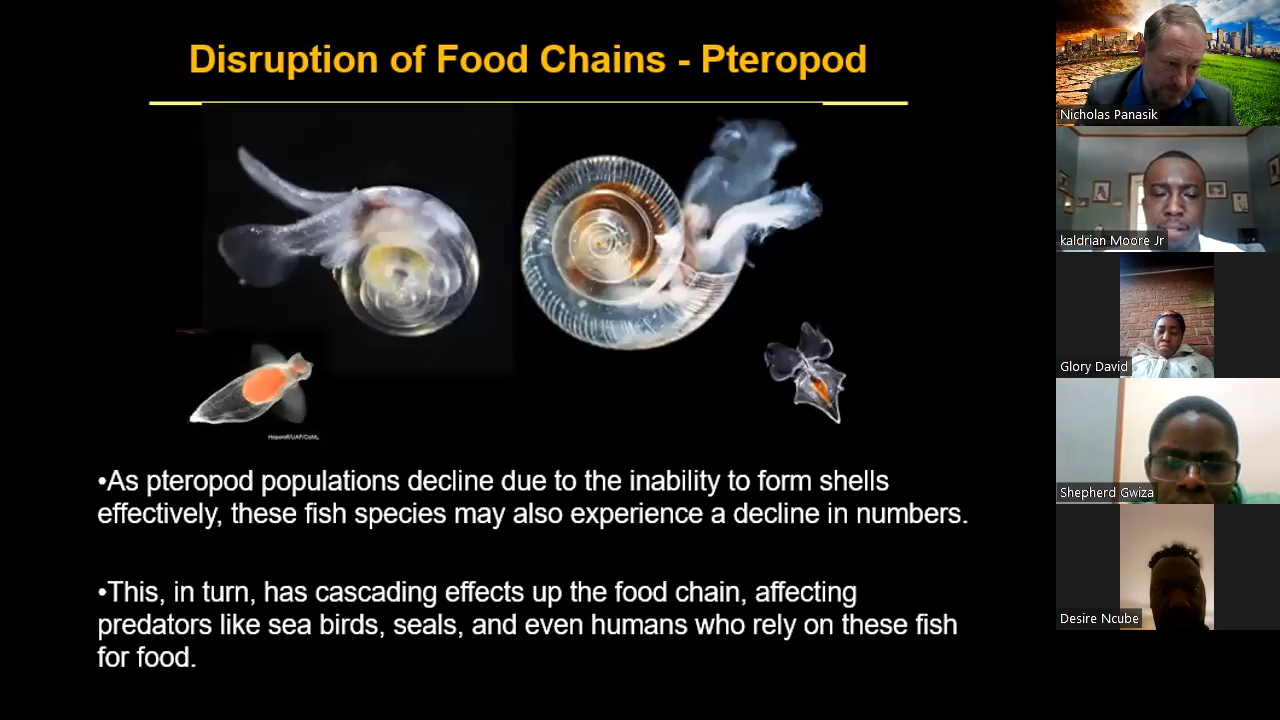 Disruption of Food Chains - Pteropod
Hopcroft/UAF/CoML
•As pteropod populations decline due to the inability to form shells
effectively, these fish species may also experience a decline in numbers.
•This, in turn, has cascading effects up the food chain, affecting
predators like sea birds, seals, and even humans who rely on these fish
for food.
Nicholas Panasik
kaldrian Moore Jr
Glory David
Shepherd Gwiza
Desire Ncube